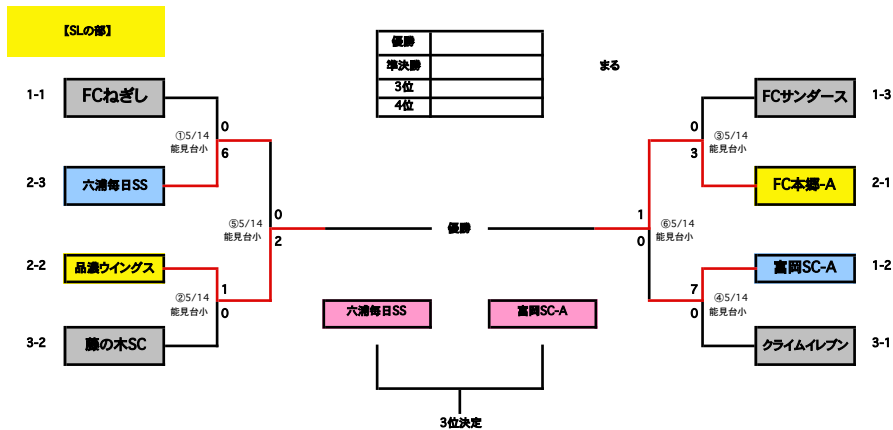 【SLの部】
優勝
準決勝
3位
4位
まる
1-1
FCねぎし
0
①5/14
能見台小
6
2-3
六浦毎日SS
⑤5/14
能見台小
0
2
2-2
品濃ウイングス
1
②5/14
能見台小
0
3-2
藤の木SC
優勝
FCサンダース
1-3
0
③5/14
能見台小
3
FC本郷-A
2-1
1
⑥5/14
能見台小
0
富岡SC-A
1-2
7
④5/14
能見台小
0
クライムイレブン
3-1
六浦毎日SS
富岡SC-A
3位決定